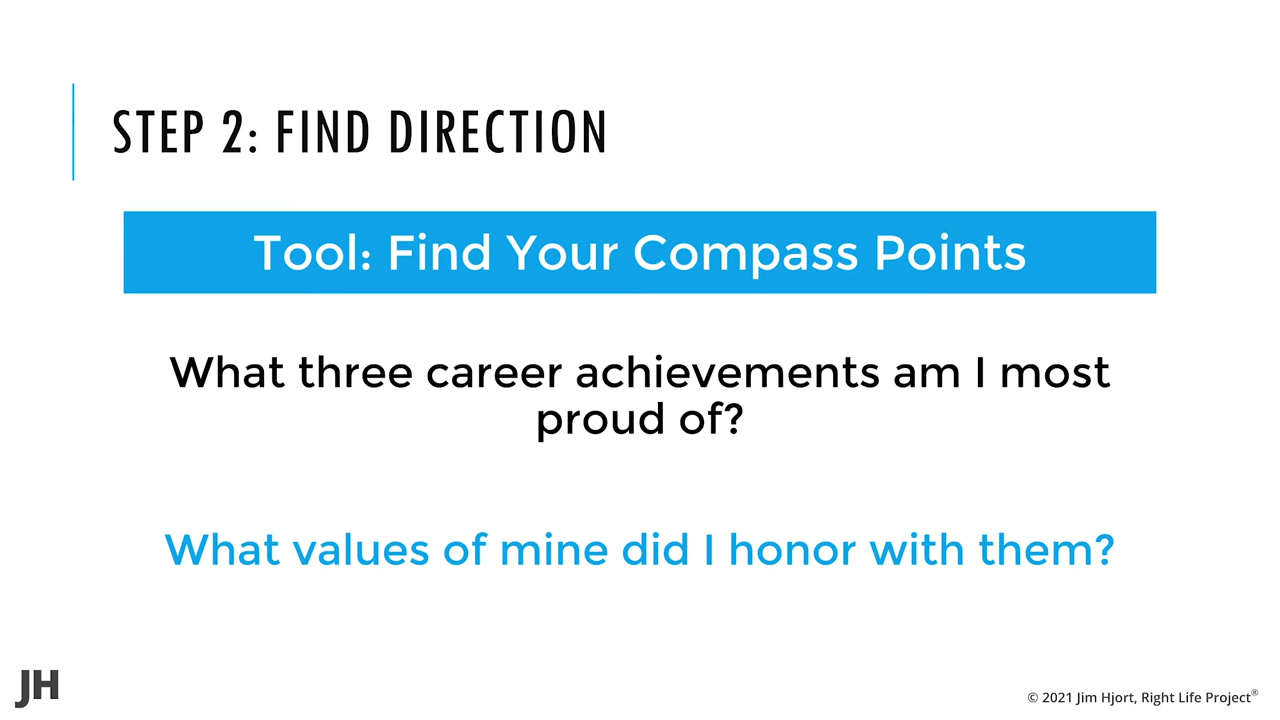 STEP 2: FIND DIRECTION
Tool: Find Your Compass Points
What three career achievements am I most
proud of?
What values of mine did I honor with them?
JH
© 2021 Jim Hjort, Right Life Project®